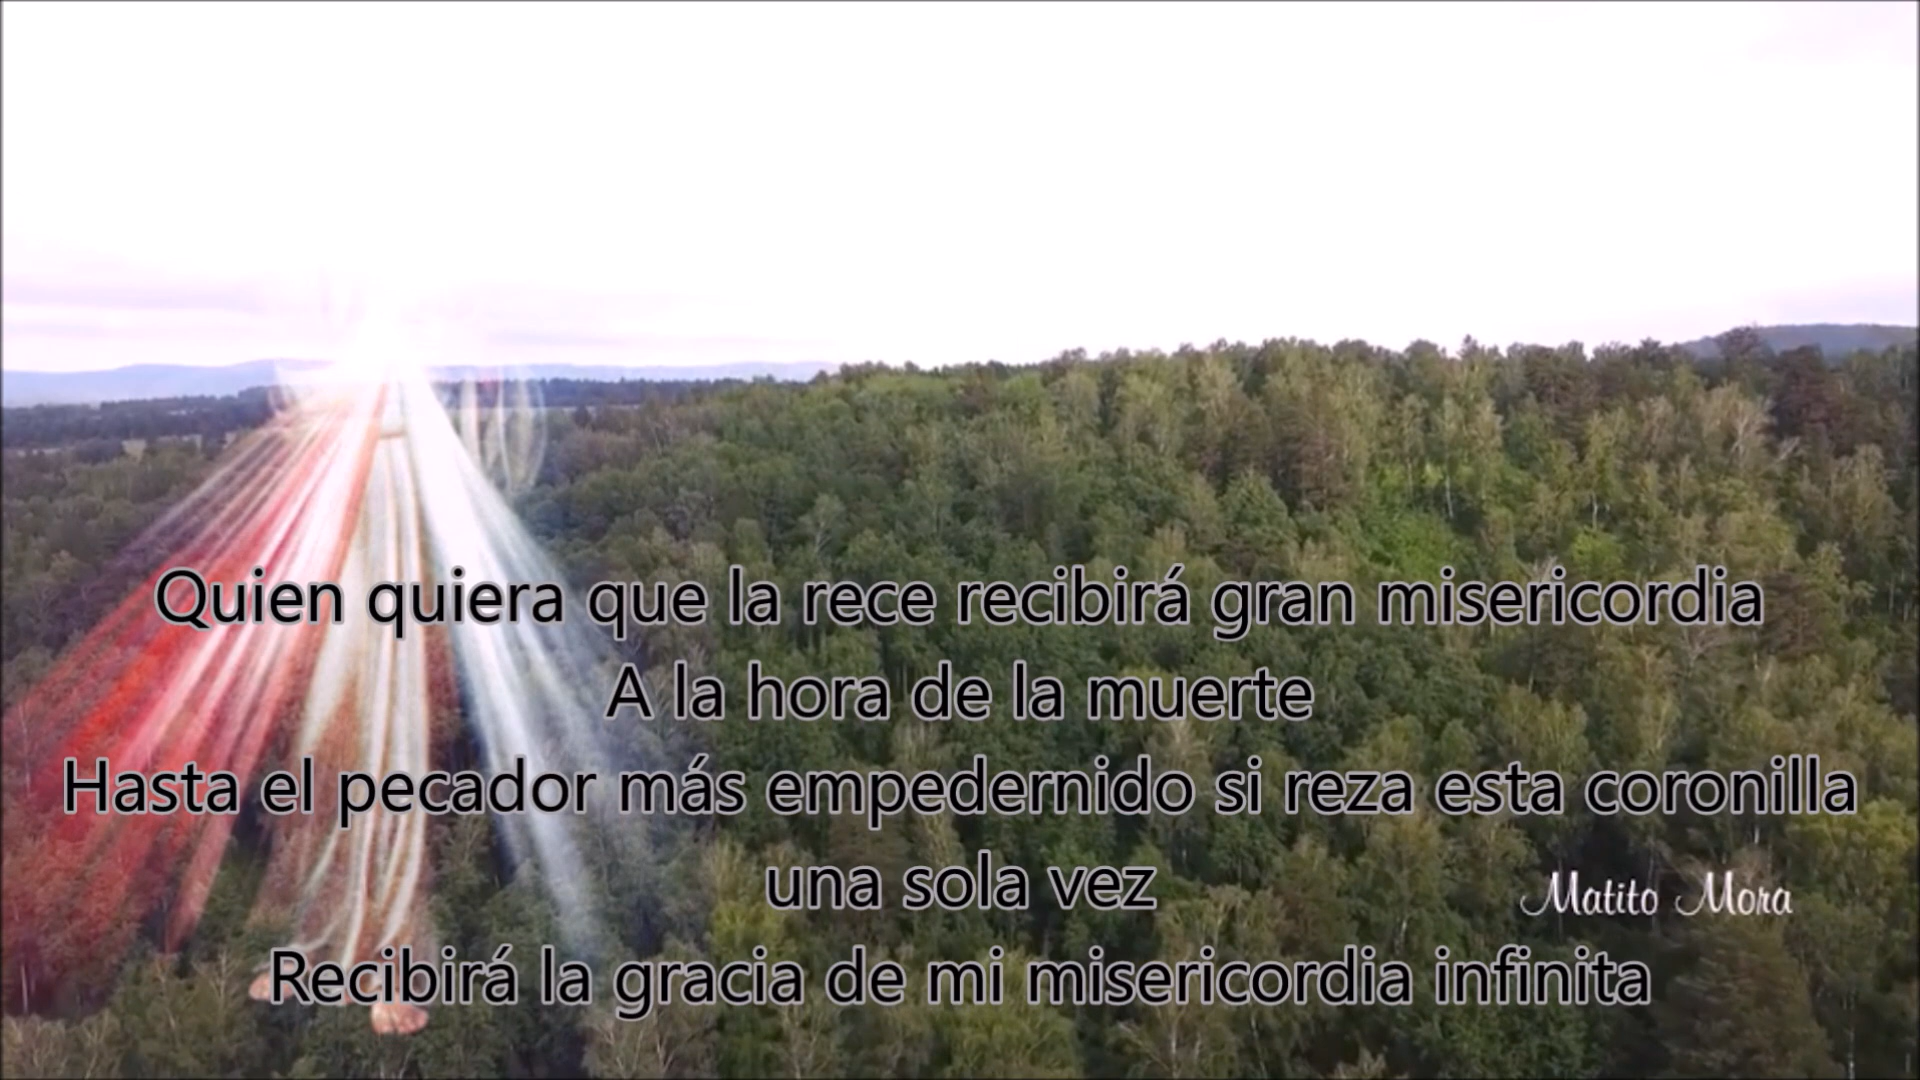 Quien quiera que la rece recibirá gran misericordia
A la hora de la muerte
Hasta el pecador más empedernido si reza esta coronilla
una sola vez
Matito Mora
Recibirá la gracia de mi misericordia infinita